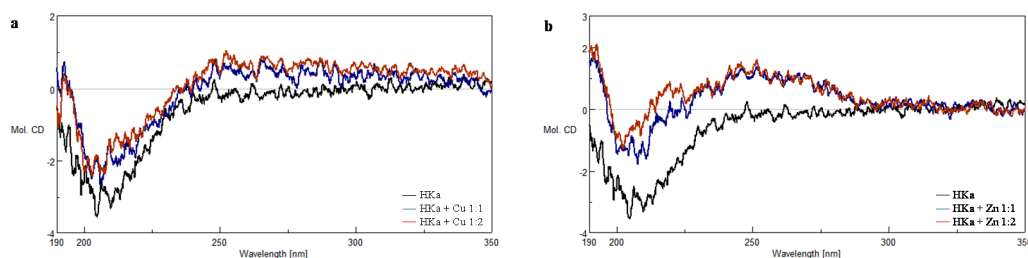 a
2
0
Mol. CD
-2
-4
HKa
HKa + Cu 1:1
HKa + Cu 1:2
190 200 250 300 350
Wavelength [nm]
b
3
2
0
Mol. CD
-2
-4
HKa
HKa + Zn 1:1
HKa + Zn 1:2
190 200 250 300 350
Wavelength [nm]